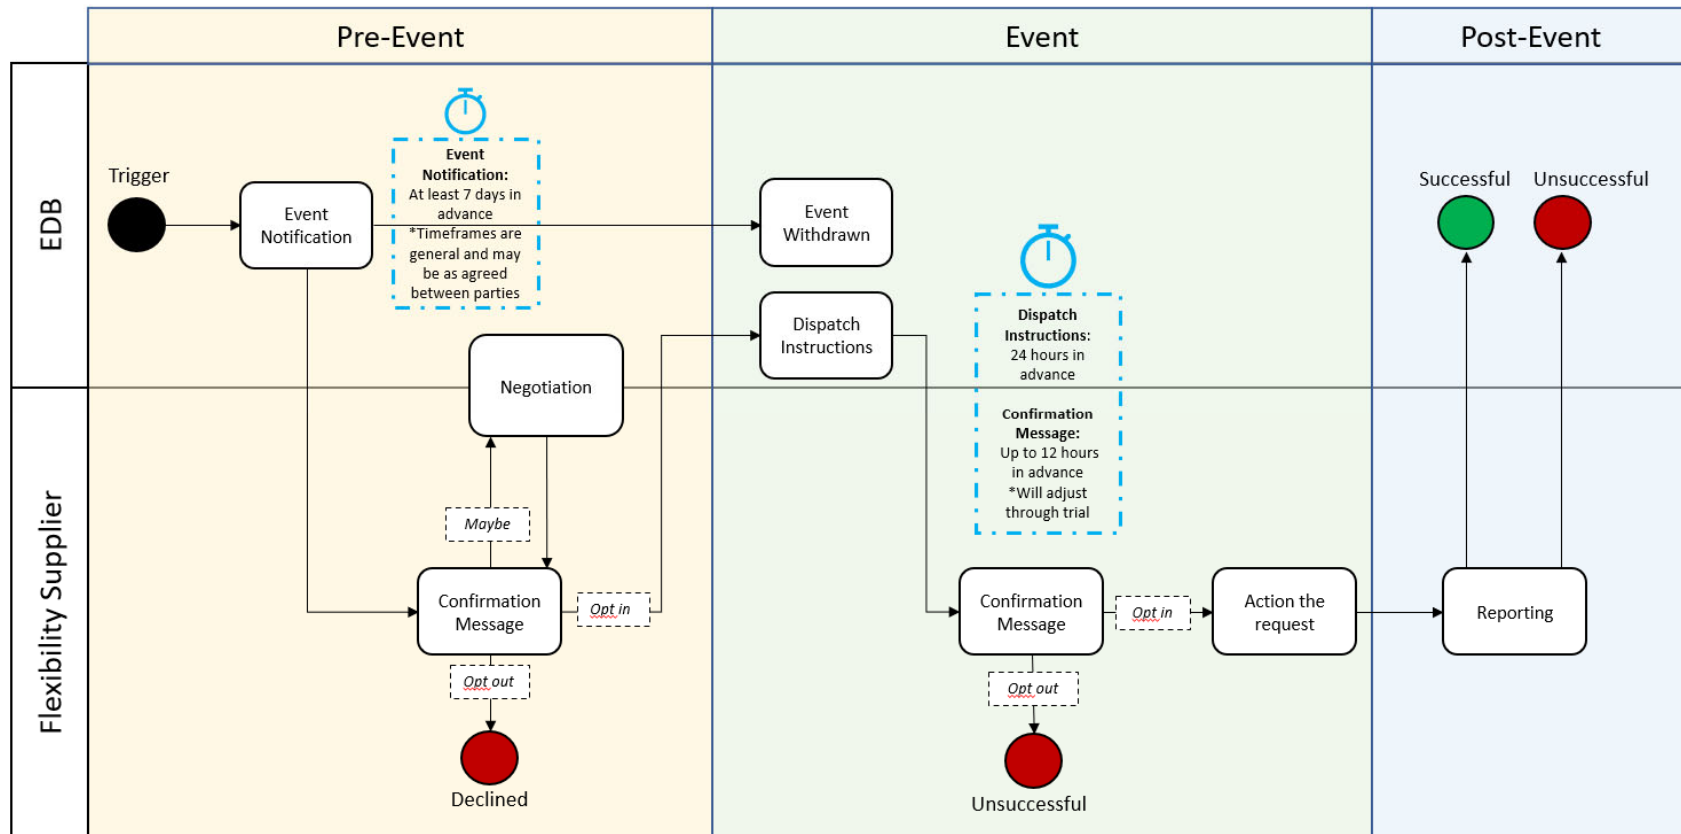 Pre-Event
Event
Post-Event
EDB
Trigger
Event
Notification
Event
Notification:
At least 7 days in
advance
*Timeframes are
general and may
be as agreed
between parties
Negotiation
Event
Withdrawn
Dispatch
Instructions
Dispatch
Instructions:
24 hours in
advance
Confirmation
Message:
Up to 12 hours
in advance
*Will adjust
through trial
Successful
Unsuccessful
Flexibility Supplier
Maybe
Confirmation
Message
Opt in
Opt out
Declined
Confirmation
Message
Opt in
Opt out
Unsuccessful
Action the
request
Reporting